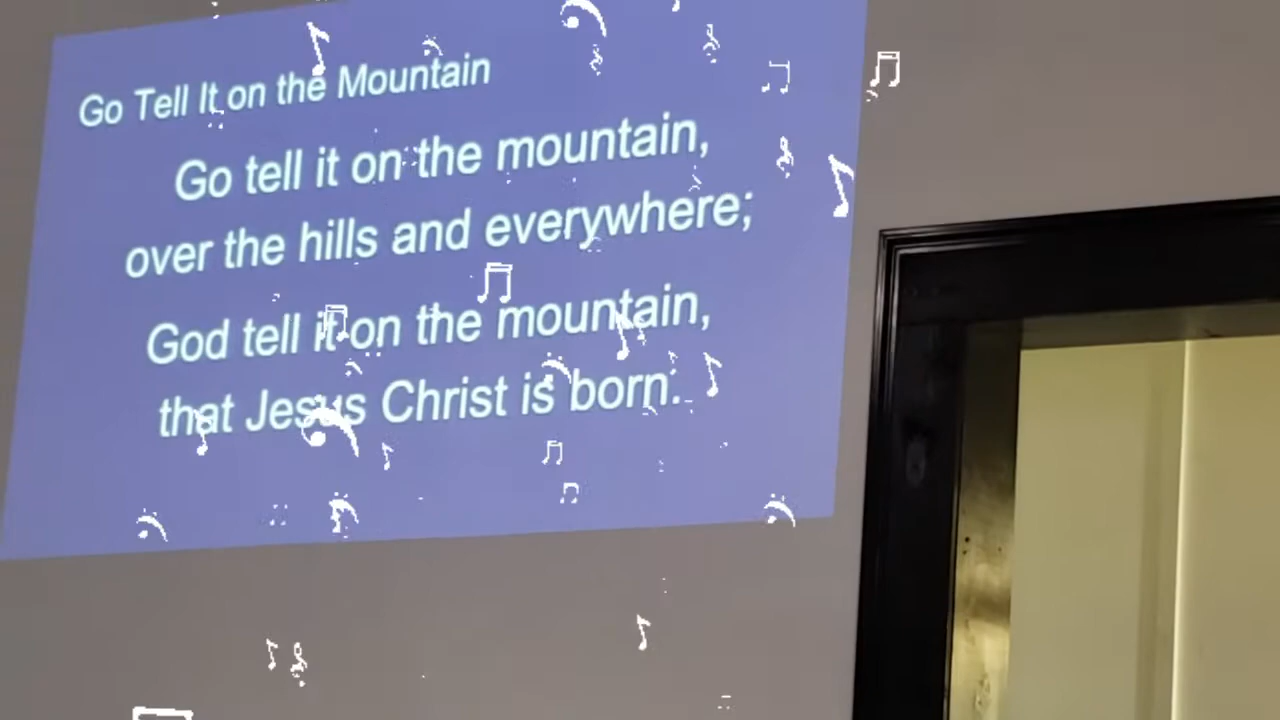 Go Tell It on the Mountain
Go tell it on the mountain,
over the hills and everywhere;
God tell it on the mountain,
that Jesus Christ is born.